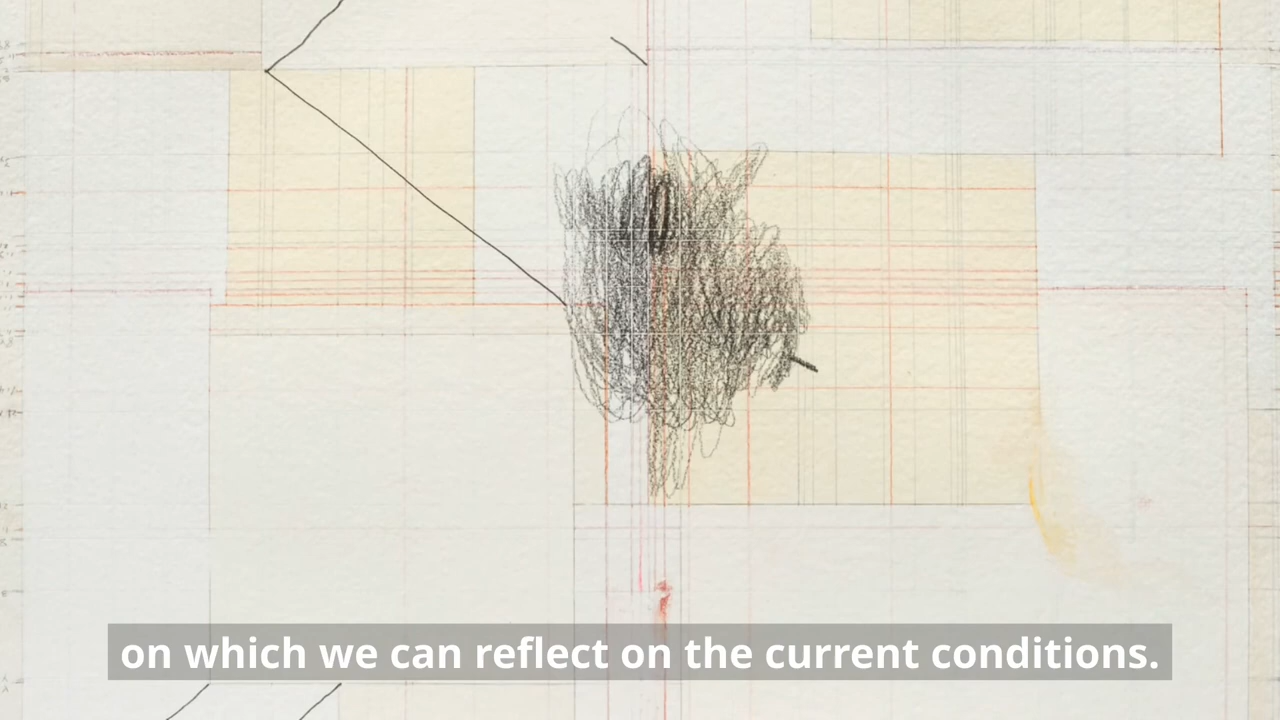 on which we can reflect on the current conditions.